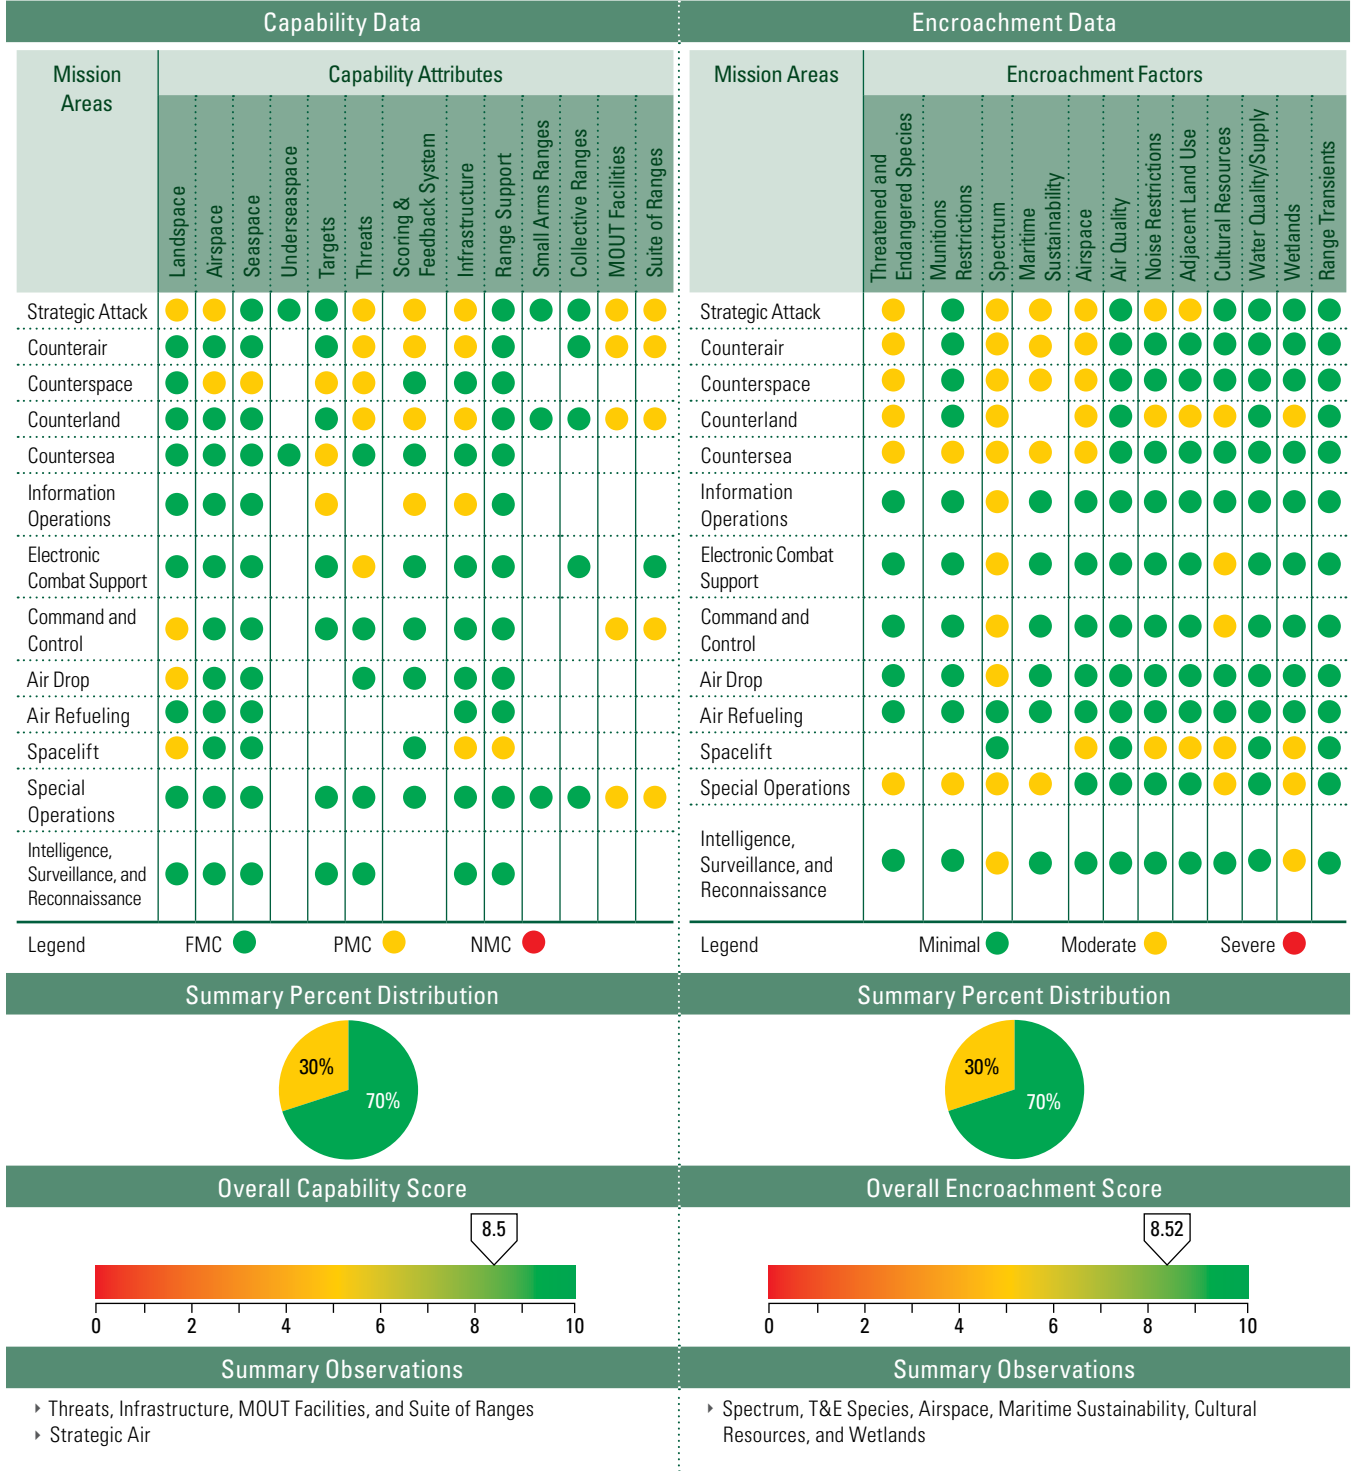 Capability Data
Mission
Areas
Capability Attributes
Landspace
Airspace
Seaspace
Underseaspace
Targets
Threats
Scoring &
Feedback System
Infrastructure
Range Support
Small Arms Ranges
Collective Ranges
MOUT Facilities
Suite of Ranges
Strategic Attack
Counterair
Counterspace
Counterland
Countersea
Information
Operations
Electronic
Combat Support
Command and
Control
Air Drop
Air Refueling
Spacelift
Special
Operations
Intelligence,
Surveillance, and
Reconnaissance
Legend
FMC
PMC
NMC
Summary Percent Distribution
30%
70%
Overall Capability Score
8.5
0
2
4
6
8
10
Summary Observations
‣ Threats, Infrastructure, MOUT Facilities, and Suite of Ranges
‣ Strategic Air
Encroachment Data
Mission Areas
Encroachment Factors
Threatened and
Endangered Species
Munitions
Restrictions
Spectrum
Maritime
Sustainability
Airspace
Air Quality
Noise Restrictions
Adjacent Land Use
Cultural Resources
Water Quality/Supply
Wetlands
Range Transients
Strategic Attack
Counterair
Counterspace
Counterland
Countersea
Information
Operations
Electronic Combat
Support
Command and
Control
Air Drop
Air Refueling
Spacelift
Special Operations
Intelligence,
Surveillance, and
Reconnaissance
Legend
Minimal
Moderate
Severe
Summary Percent Distribution
30%
70%
Overall Encroachment Score
8.52
0
2
4
6
8
10
Summary Observations
‣ Spectrum, T&E Species, Airspace, Maritime Sustainability, Cultural
Resources, and Wetlands